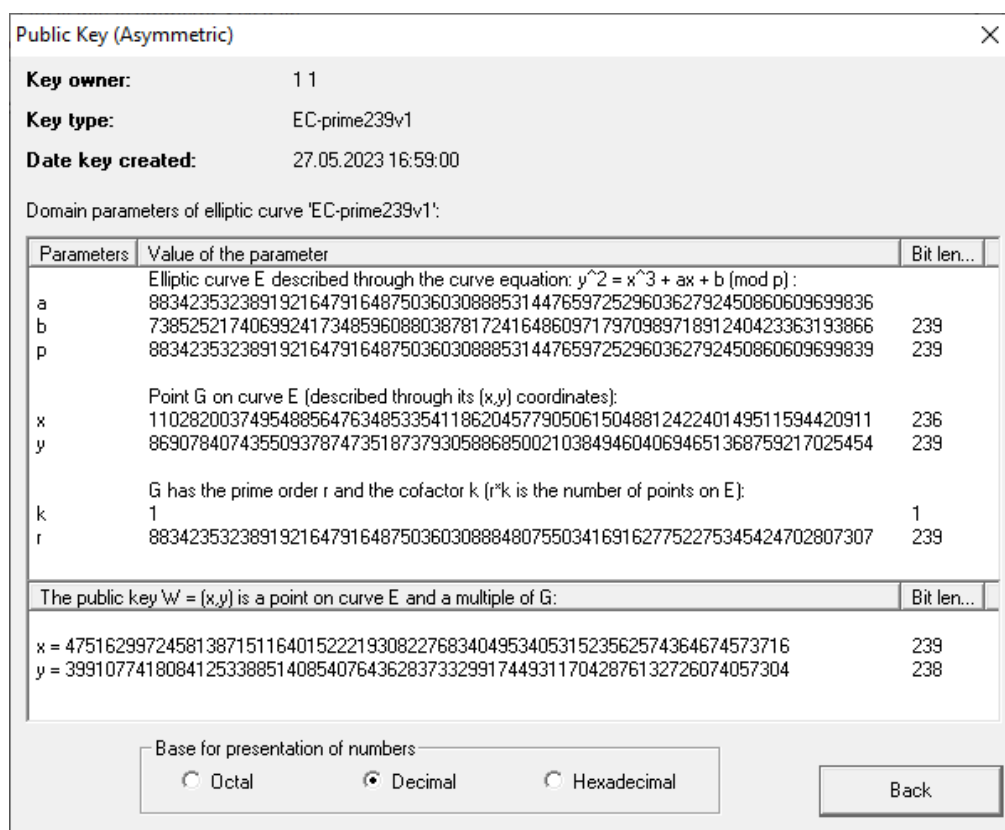 Public Key (Asymmetric)
Key owner: 1 1
Key type: EC-prime239v1
Date key created: 27.05.2023 16:59:00
Domain parameters of elliptic curve 'EC-prime239v1':
Parameters Value of the parameter Bit len...
Elliptic curve E described through the curve equation: y^2 = x^3 + ax + b (mod p) :
a 883423532389192164791648750360308885314476597252960362792450860609699836
b 738525217406992417348596088038781724164860971797098971891240423363193866 239
p 883423532389192164791648750360308885314476597252960362792450860609699839 239
Point G on curve E (described through its (x,y) coordinates):
x 110282003749548856476348533541186204577905061504881242240149511594420911 236
y 869078407435509378747351873793058868500210384946040694651368759217025454 239
G has the prime order r and the cofactor k (r*k is the number of points on E):
k 1 1
r 883423532389192164791648750360308884807550341691627752275345424702807307 239
The public key W = (x,y) is a point on curve E and a multiple of G: Bit len...
x = 475162997245813871511640152221930822768340495340531523562574364674573716 239
y = 399107741808412533885140854076436283733299174493117042876132726074057304 238
Base for presentation of numbers
Octal Decimal Hexadecimal
Back